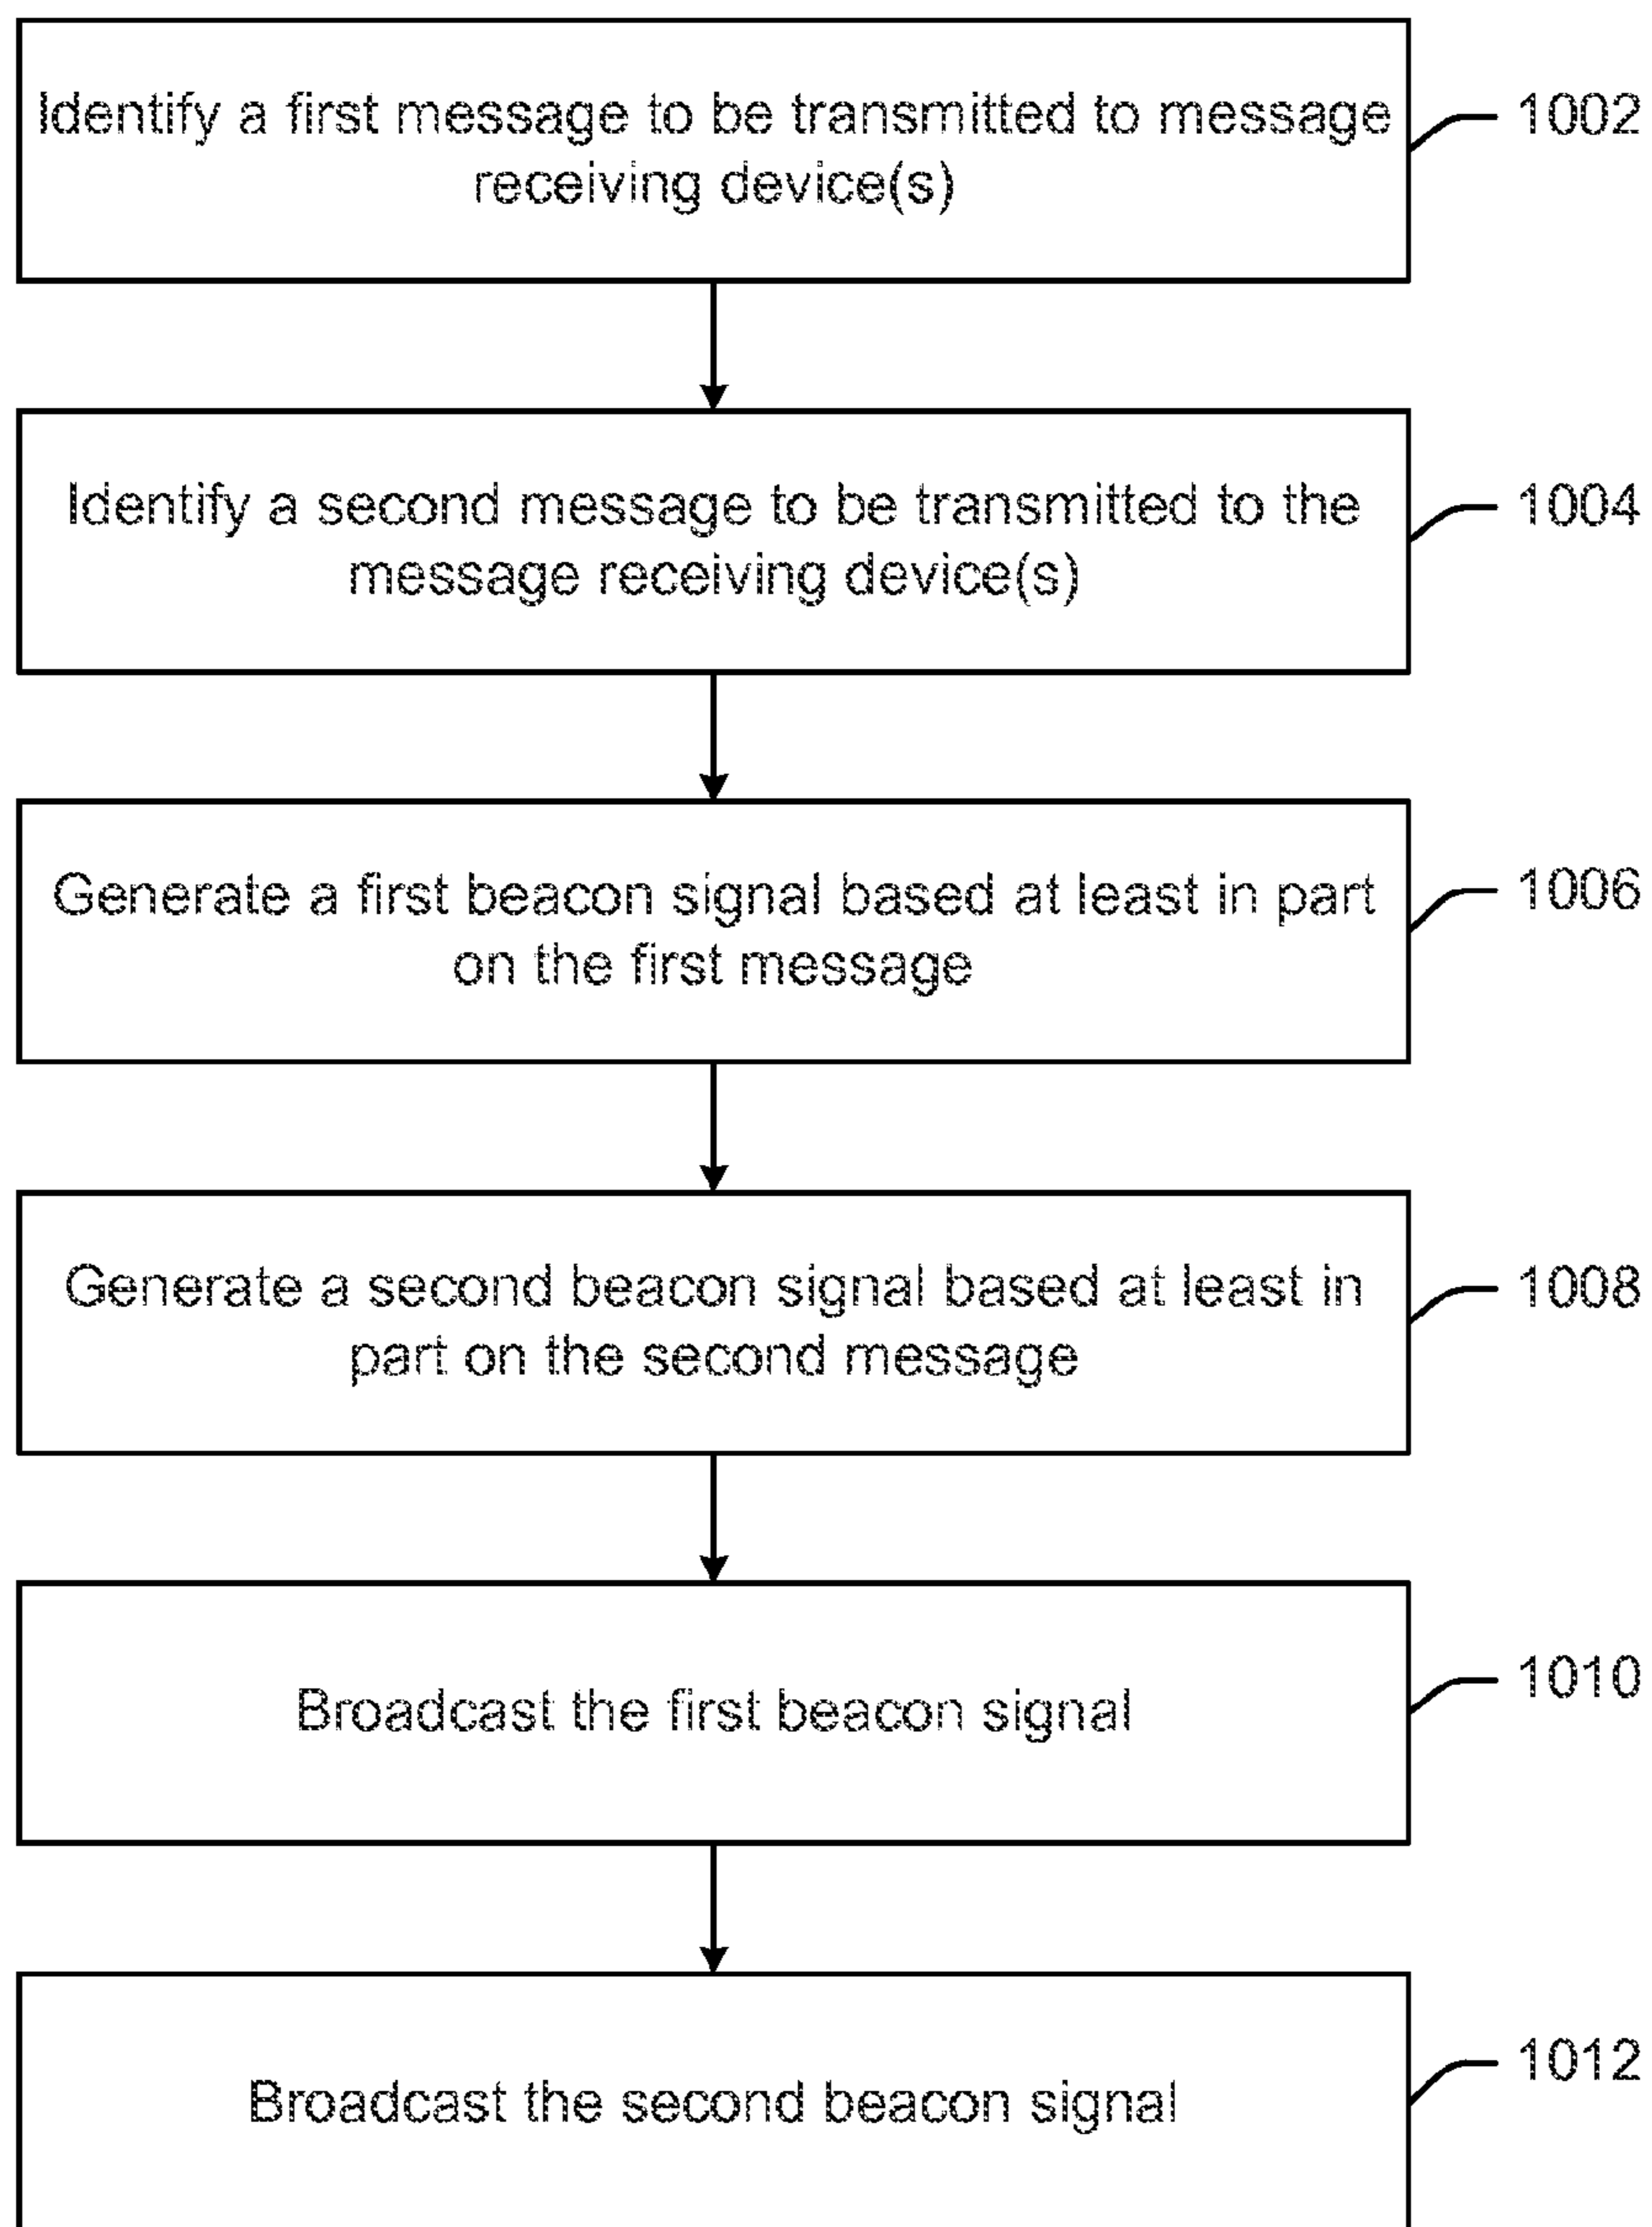 Identify a first message to be transmitted to message
receiving device(s)
1002
Identify a second message to be transmitted to the
message receiving device(s)
1004
Generate a first beacon signal based at least in part
on the first message
1006
Generate a second beacon signal based at least in
part on the second message
1008
Broadcast the first beacon signal
1010
Broadcast the second beacon signal
1012